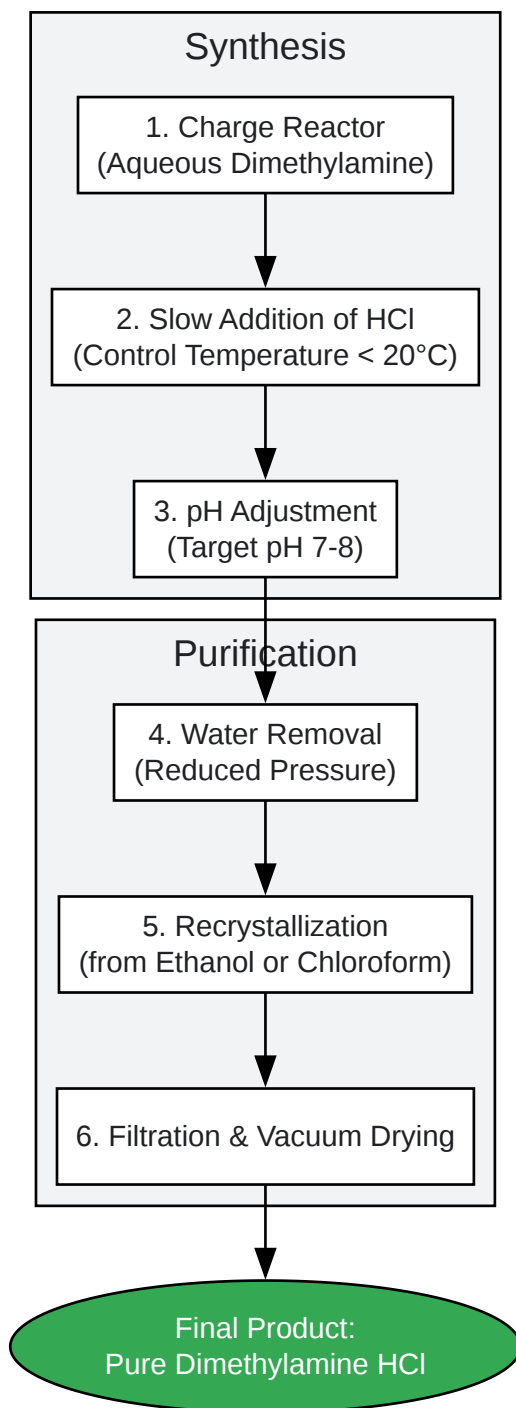 Synthesis
1. Charge Reactor
(Aqueous Dimethylamine)
2. Slow Addition of HCl
(Control Temperature < 20°C)
3. pH Adjustment
(Target pH 7-8)
Purification
4. Water Removal
(Reduced Pressure)
5. Recrystallization
(from Ethanol or Chloroform)
6. Filtration & Vacuum Drying
Final Product:
Pure Dimethylamine HCl